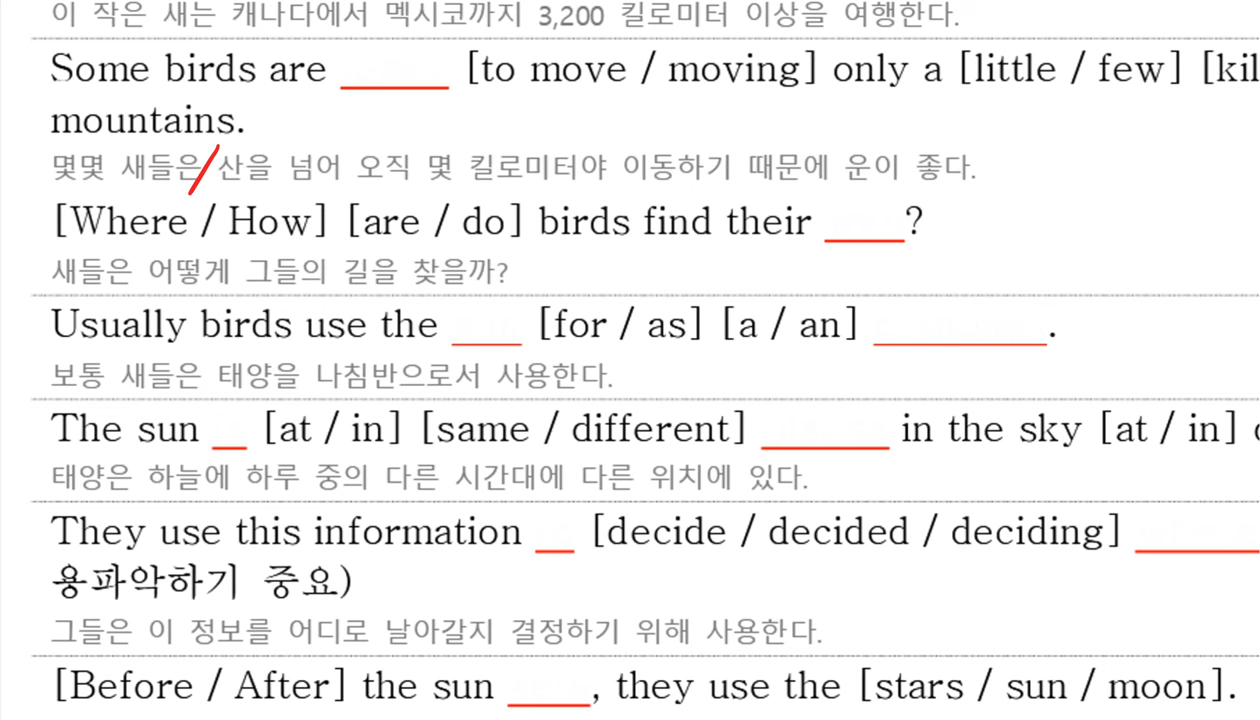 이 작은 새는 캐나다에서 멕시코까지 3,200 킬로미터 이상을 여행한다.
Some birds are ______ [to move / moving] only a [little / few] [kil
mountains.
몇몇 새들은/산을 넘어 오직 몇 킬로미터야 이동하기 때문에 운이 좋다.
[Where / How] [are / do] birds find their _____?
새들은 어떻게 그들의 길을 찾을까?
Usually birds use the ____ [for / as] [a / an] __________.
보통 새들은 태양을 나침반으로서 사용한다.
The sun __ [at / in] [same / different] ________ in the sky [at / in]
태양은 하늘에 하루 중의 다른 시간대에 다른 위치에 있다.
They use this information __ [decide / decided / deciding] _______
용파악하기 중요)
그들은 이 정보를 어디로 날아갈지 결정하기 위해 사용한다.
[Before / After] the sun _____, they use the [stars / sun / moon].